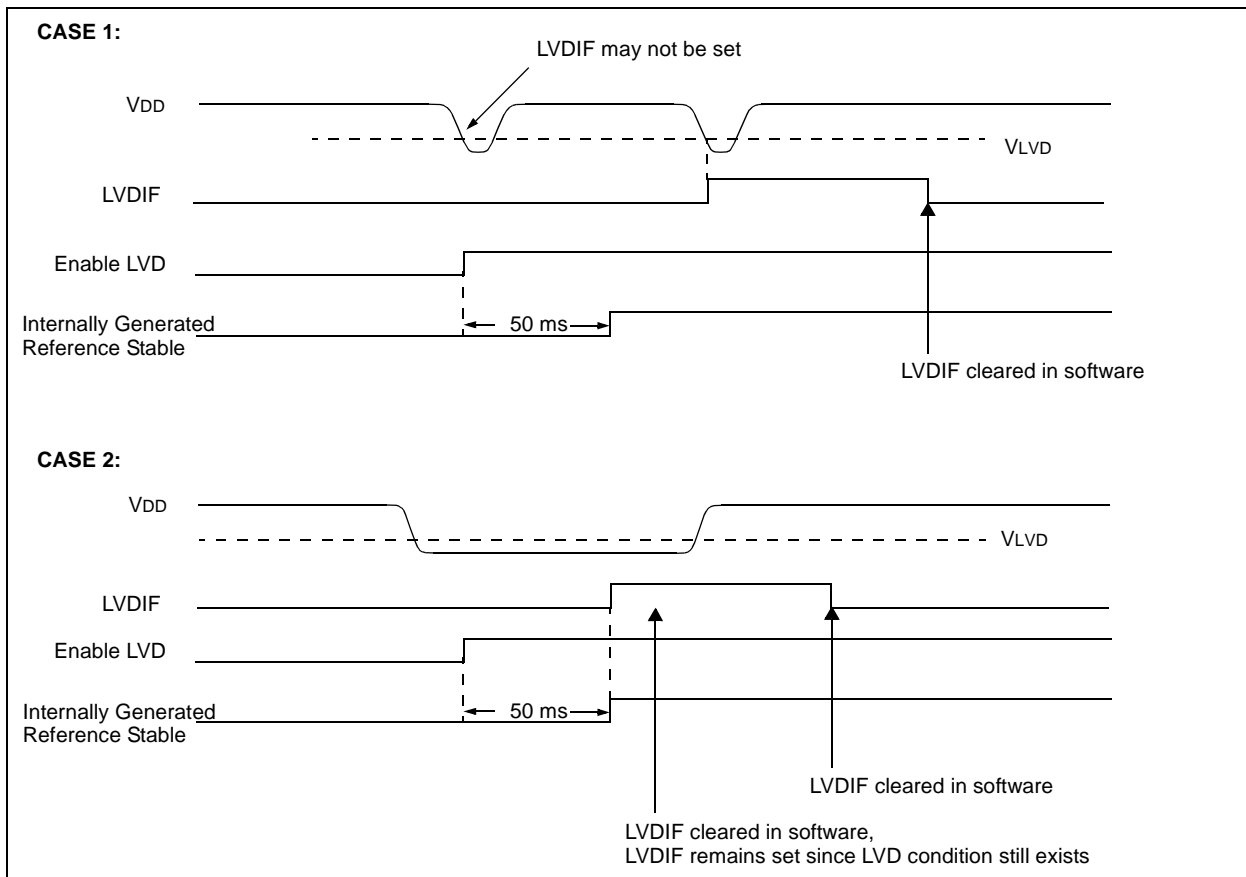 CASE 1:
LVDIF may not be set
VDD
VLVD
LVDIF
Enable LVD
50 ms
Internally Generated
Reference Stable
LVDIF cleared in software
CASE 2:
VDD
VLVD
LVDIF
Enable LVD
50 ms
Internally Generated
Reference Stable
LVDIF cleared in software
LVDIF cleared in software,
LVDIF remains set since LVD condition still exists